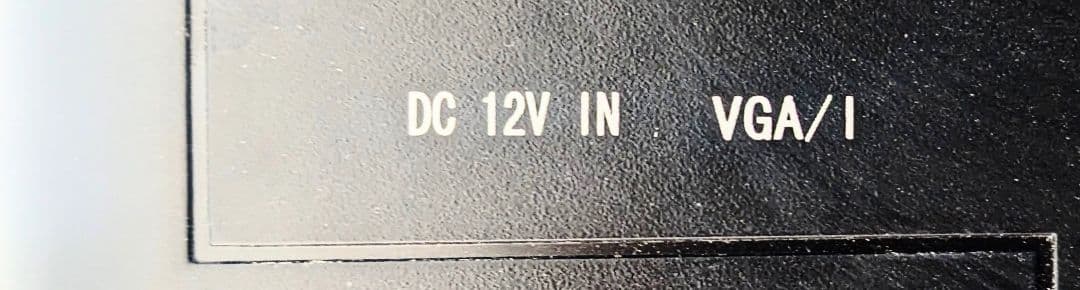 DC 12V IN VGA/I